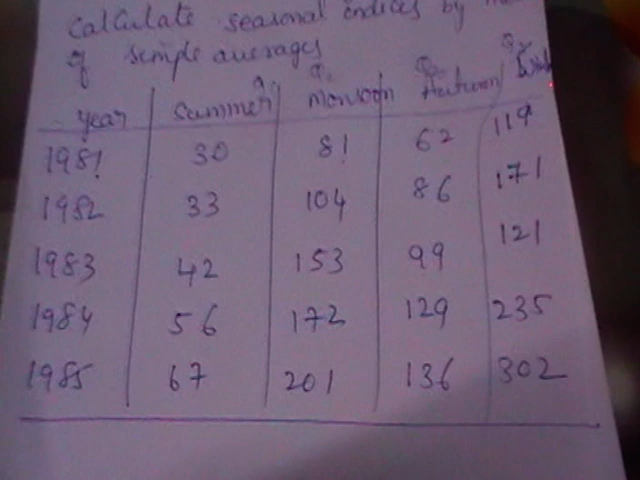 Calculate seasonal indices by
of simple averages
year Summer Monsoon Autumn
1981 30 81 62 119
1982 33 104 86 171
1983 42 153 99 121
1984 56 172 129 235
1985 67 201 136 302